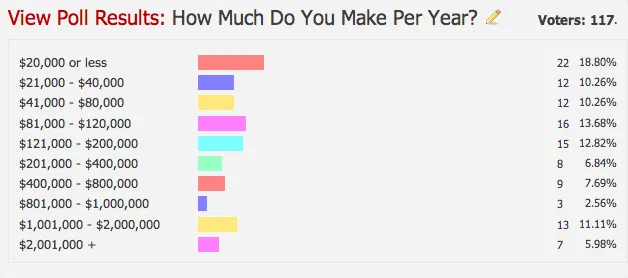 View Poll Results: How Much Do You Make Per Year? Voters: 117.
$20,000 or less 22 18.80%
$21,000 - $40,000 12 10.26%
$41,000 - $80,000 12 10.26%
$81,000 - $120,000 16 13.68%
$121,000 - $200,000 15 12.82%
$201,000 - $400,000 8 6.84%
$400,000 - $800,000 9 7.69%
$801,000 - $1,000,000 3 2.56%
$1,001,000 - $2,000,000 13 11.11%
$2,001,000 + 7 5.98%